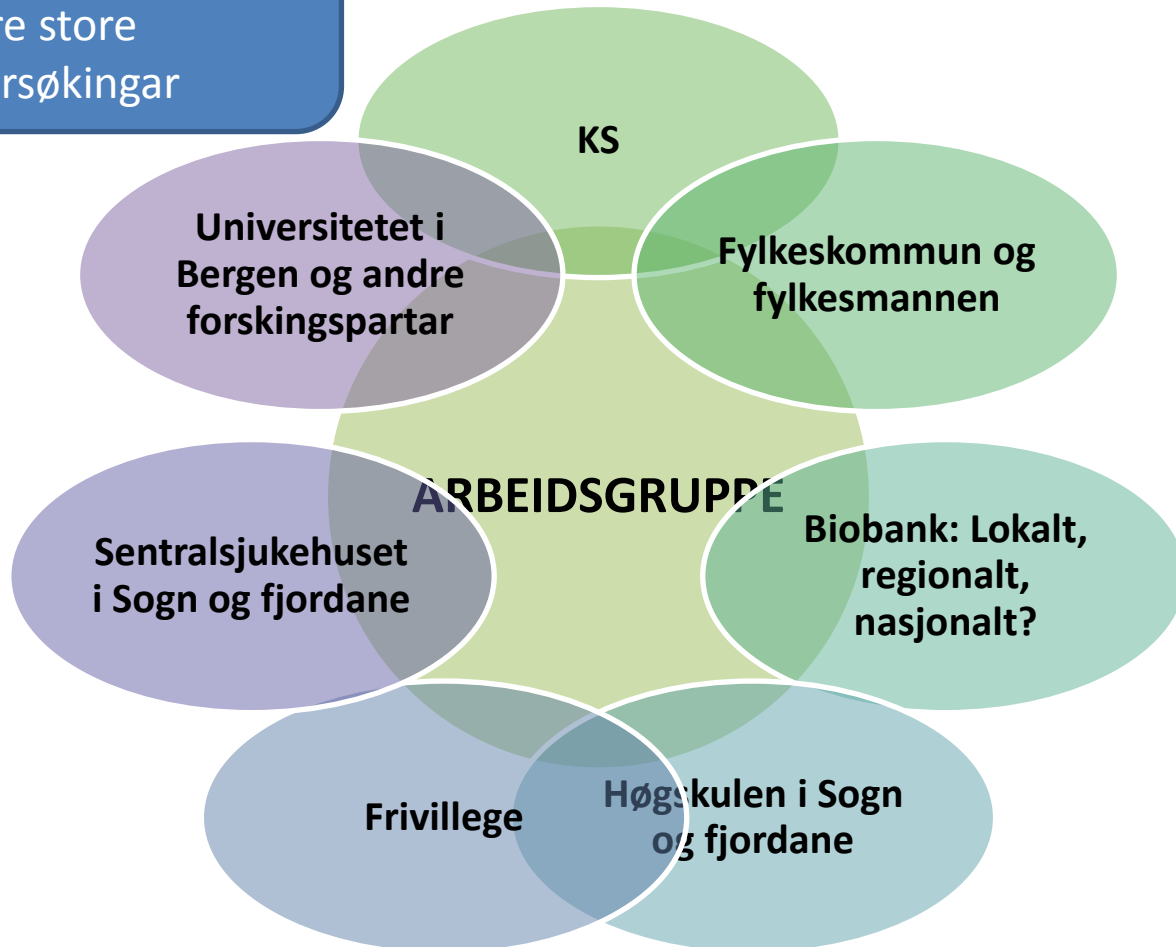 re store
rsøkingar
KS
Universitetet i
Bergen og andre
forskingspartar
Fylkeskommun og
fylkesmannen
ARBEIDSGRUPPE
Sentralsjukehuset
i Sogn og fjordane
Biobank: Lokalt,
regionalt,
nasjonalt?
Frivillege
Høgskulen i Sogn
og fjordane